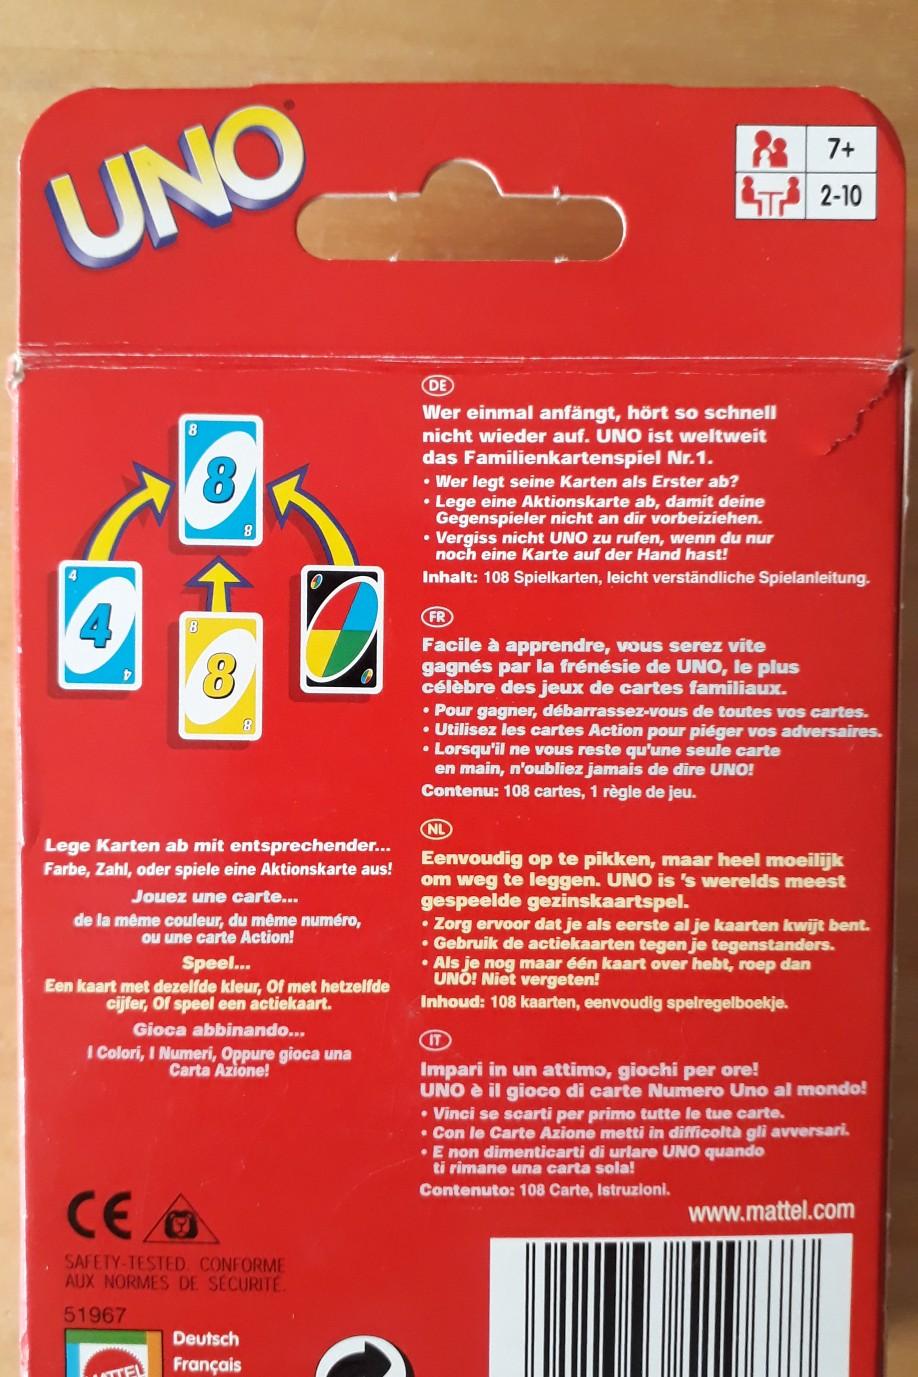 UNO®
7+
2-10
DE
Wer einmal anfängt, hört so schnell
nicht wieder auf. UNO ist weltweit
das Familienkartenspiel Nr.1.
• Wer legt seine Karten als Erster ab?
• Lege eine Aktionskarte ab, damit deine
Gegenspieler nicht an dir vorbeiziehen.
• Vergiss nicht UNO zu rufen, wenn du nur
noch eine Karte auf der Hand hast!
Inhalt: 108 Spielkarten, leicht verständliche Spielanleitung.
8
8
8
4
4
4
8
8
8
FR
Facile à apprendre, vous serez vite
gagnés par la frénésie de UNO, le plus
célèbre des jeux de cartes familiaux.
• Pour gagner, débarrassez-vous de toutes vos cartes.
• Utilisez les cartes Action pour piéger vos adversaires.
• Lorsqu'il ne vous reste qu'une seule carte
en main, n'oubliez jamais de dire UNO!
Contenu: 108 cartes, 1 règle de jeu.
NL
Eenvoudig op te pikken, maar heel moeilijk
om weg te leggen. UNO is 's werelds meest
gespeelde gezinskaartspel.
• Zorg ervoor dat je als eerste al je kaarten kwijt bent.
• Gebruik de actiekaarten tegen je tegenstanders.
• Als je nog maar één kaart over hebt, roep dan
UNO! Niet vergeten!
Inhoud: 108 kaarten, eenvoudig spelregelboekje.
IT
Impari in un attimo, giochi per ore!
UNO è il gioco di carte Numero Uno al mondo!
• Vinci se scarti per primo tutte le tue carte.
• Con le Carte Azione metti in difficoltà gli avversari.
• E non dimenticarti di urlare UNO quando
ti rimane una carta sola!
Contenuto: 108 Carte, Istruzioni.
www.mattel.com
Lege Karten ab mit entsprechender...
Farbe, Zahl, oder spiele eine Aktionskarte aus!
Jouez une carte...
de la même couleur, du même numéro,
ou une carte Action!
Speel...
Een kaart met dezelfde kleur, Of met hetzelfde
cijfer, Of speel een actiekaart.
Gioca abbinando...
I Colori, I Numeri, Oppure gioca una
Carta Azione!
CE
SAFETY-TESTED. CONFORME
AUX NORMES DE SÉCURITÉ.
51967
MATTEL
Deutsch
Français